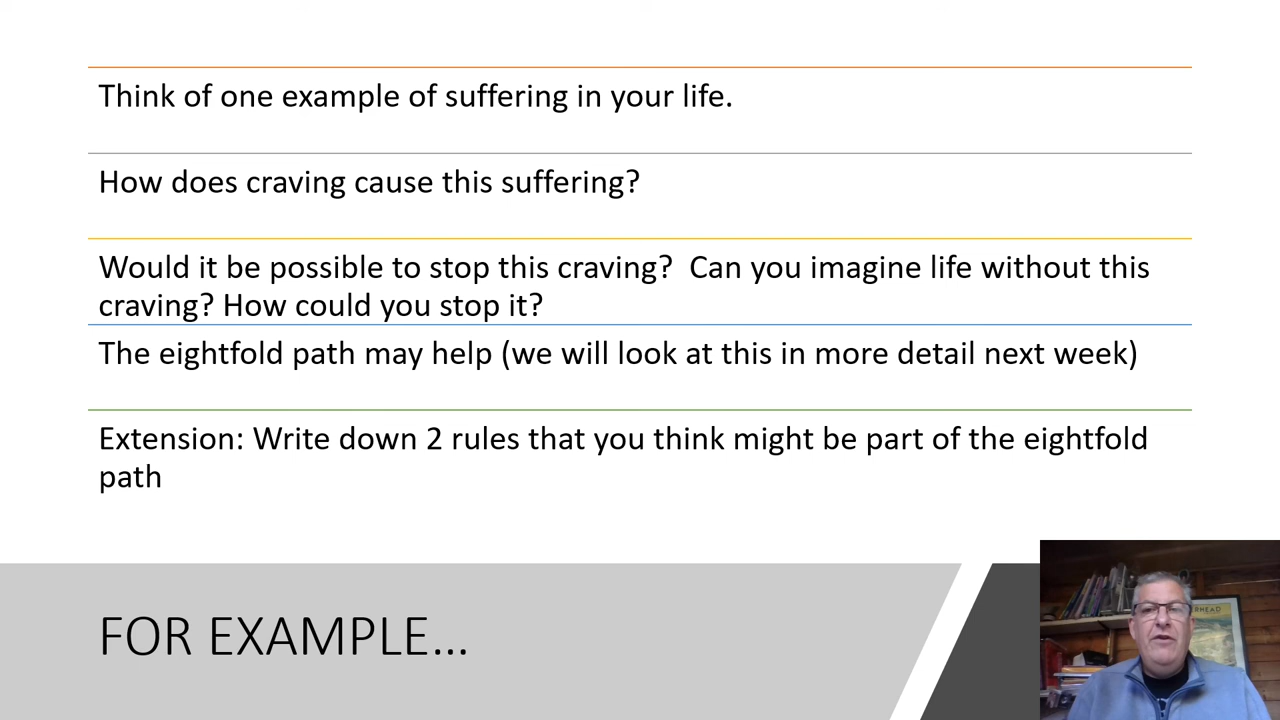 Think of one example of suffering in your life.
How does craving cause this suffering?
Would it be possible to stop this craving?  Can you imagine life without this
craving? How could you stop it?
The eightfold path may help (we will look at this in more detail next week)
Extension: Write down 2 rules that you think might be part of the eightfold
path
FOR EXAMPLE…